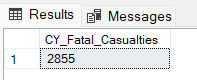 Results Messages
CY_Fatal_Casualties
1 2855